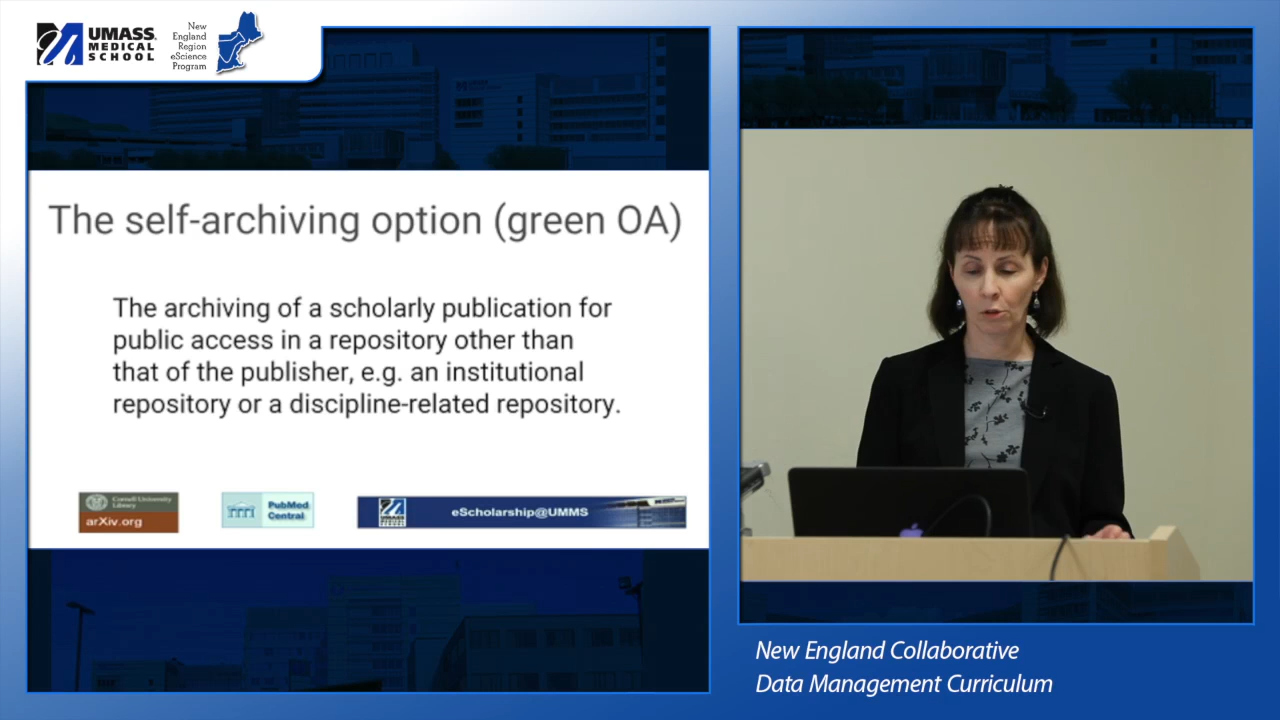 UMASS
MEDICAL
SCHOOL
New
England
Region
eScience
Program
The self-archiving option (green OA)
The archiving of a scholarly publication for
public access in a repository other than
that of the publisher, e.g. an institutional
repository or a discipline-related repository.
Cornell University
Library
arXiv.org
PubMed
Central
eScholarship@UMMS
New England Collaborative
Data Management Curriculum